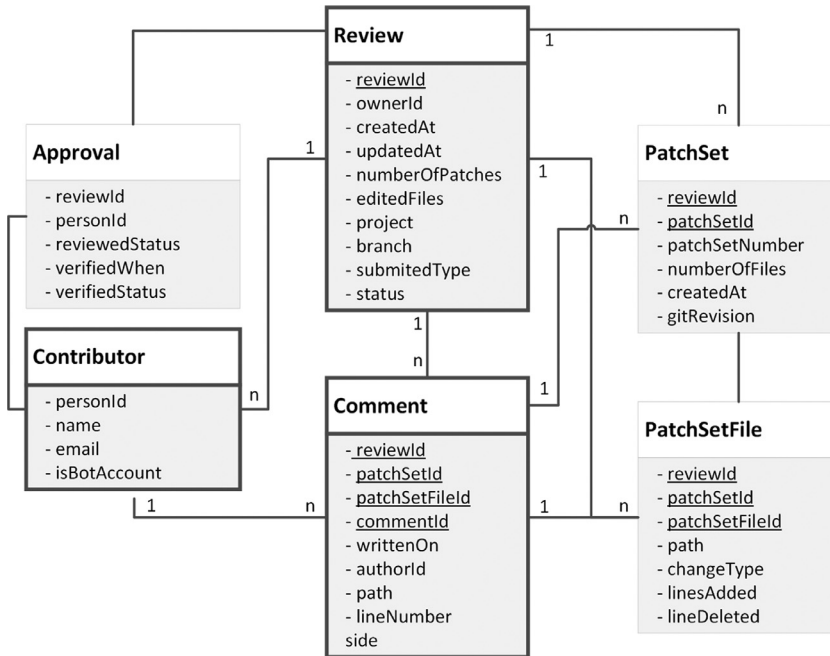 Review
- reviewId
- ownerId
- createdAt
- updatedAt
- numberOfPatches
- editedFiles
- project
- branch
- submitedType
- status
Approval
- reviewId
- personId
- reviewedStatus
- verifiedWhen
- verifiedStatus
Contributor
- personId
- name
- email
- isBotAccount
Comment
- reviewId
- patchSetId
- patchSetFileId
- commentId
- writtenOn
- authorId
- path
- lineNumber
side
PatchSet
- reviewId
- patchSetId
- patchSetNumber
- numberOfFiles
- createdAt
- gitRevision
PatchSetFile
- reviewId
- patchSetId
- patchSetFileId
- path
- changeType
- linesAdded
- lineDeleted
1
n
1
n
1
n
1
n
1
n
1
n
1